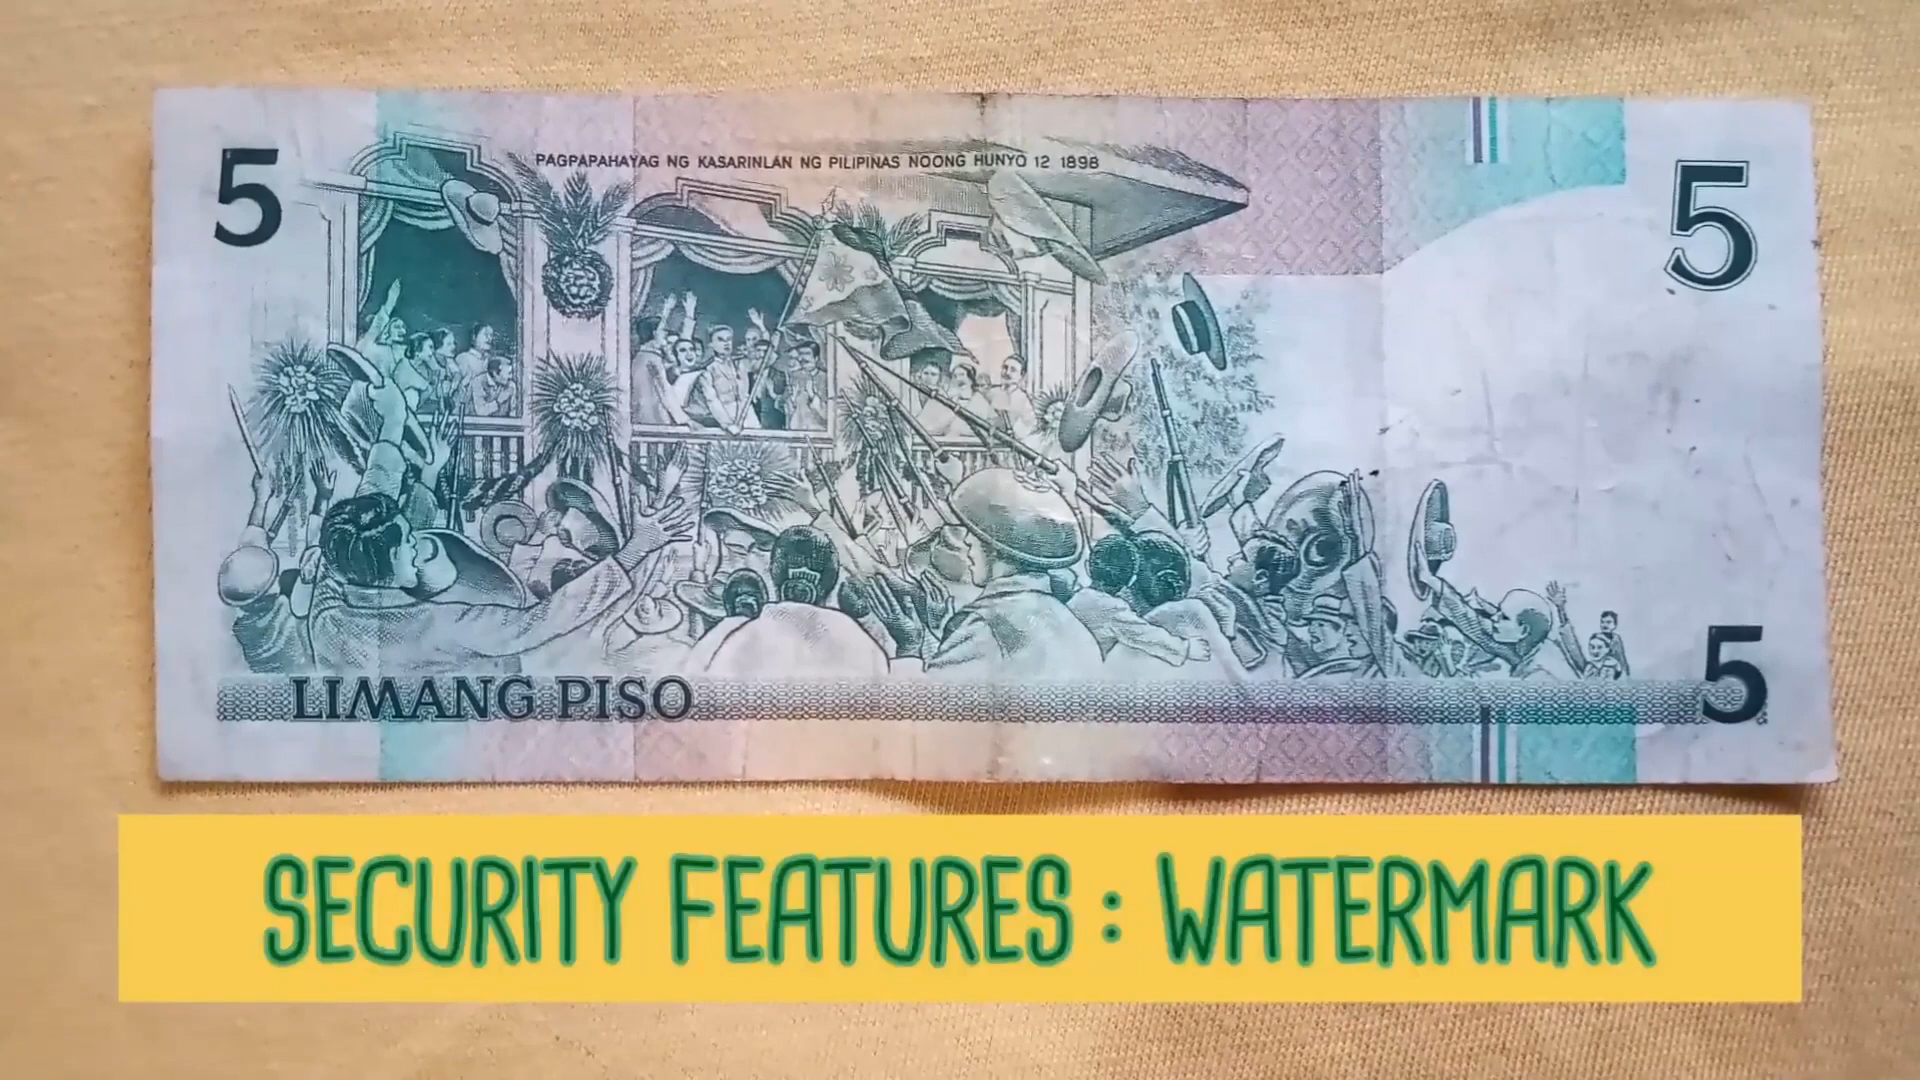 5
PAGPAPAHAYAG NG KASARINLAN NG PILIPINAS NOONG HUNYO 12 1898
5
LIMANG PISO
5
SECURITY FEATURES : WATERMARK